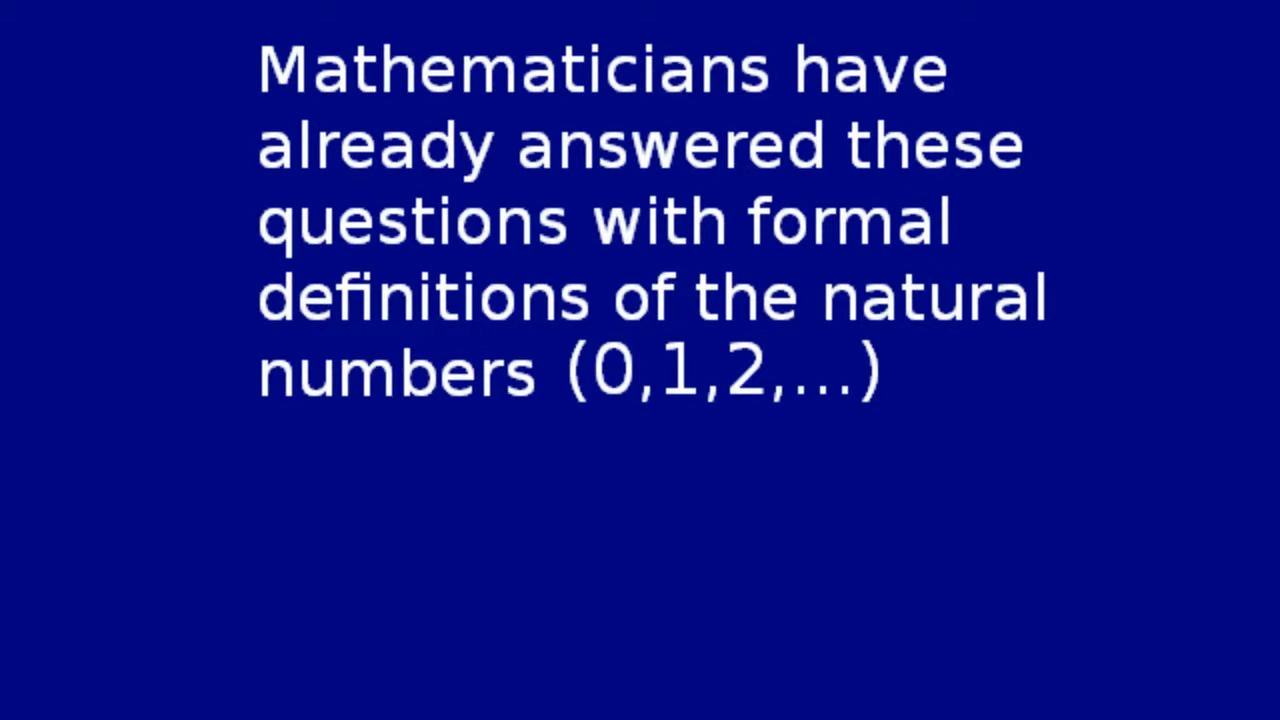 Mathematicians have
already answered these
questions with formal
definitions of the natural
numbers (0,1,2,...)